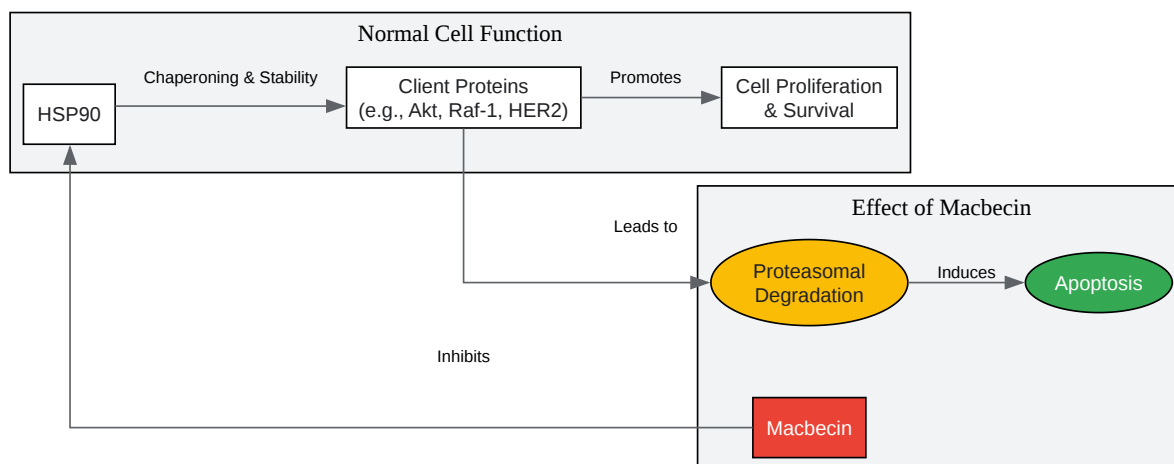 Normal Cell Function
Chaperoning & Stability
Promotes
HSP90
Client Proteins
(e.g., Akt, Raf-1, HER2)
Cell Proliferation
& Survival
Effect of Macbecin
Leads to
Proteasomal
Degradation
Induces
Apoptosis
Inhibits
Macbecin